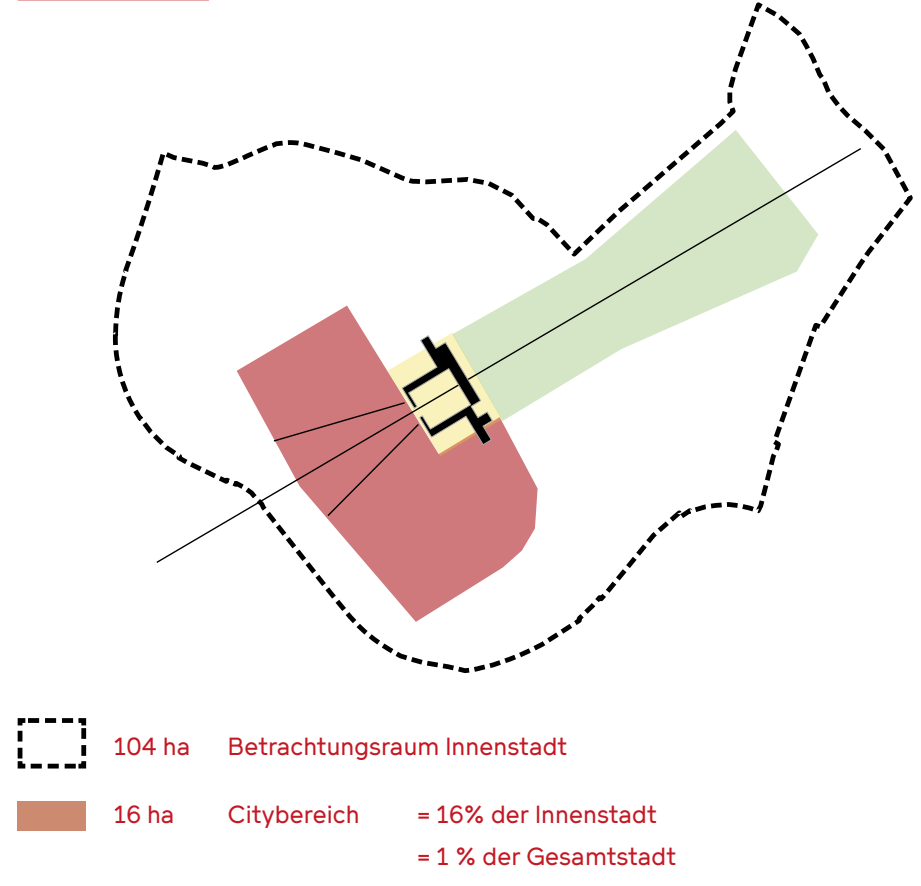 104 ha Betrachtungsraum Innenstadt
16 ha Citybereich = 16% der Innenstadt
= 1 % der Gesamtstadt